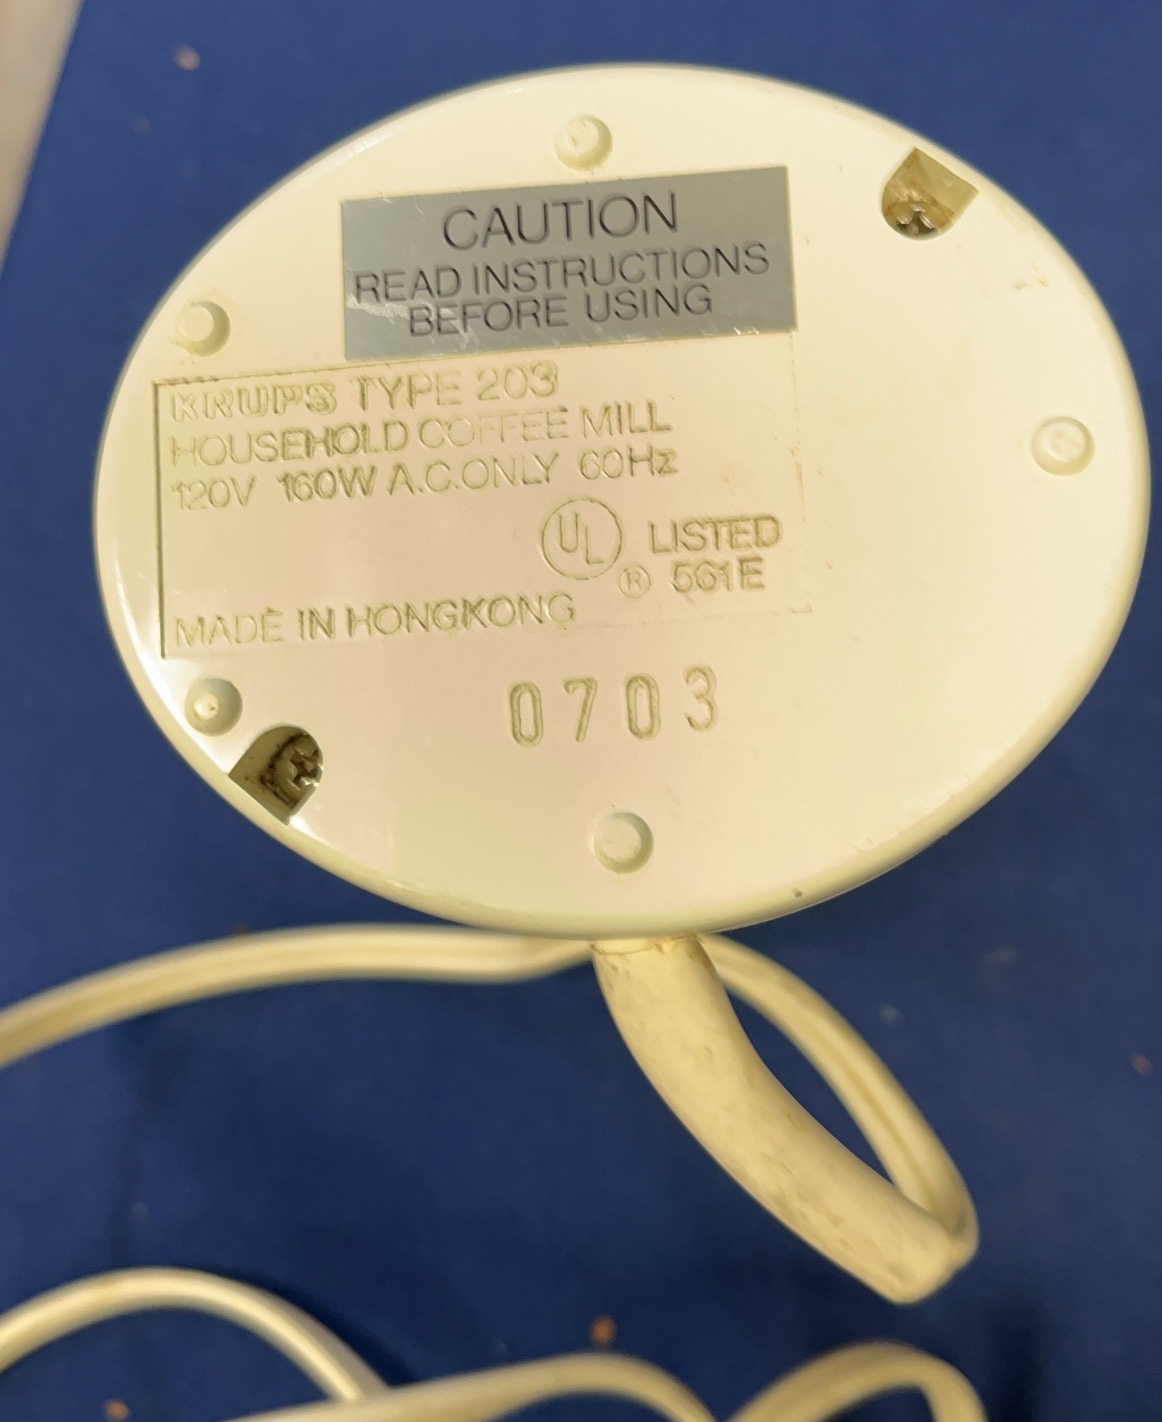 CAUTION
READ INSTRUCTIONS
BEFORE USING
KRUPS TYPE 203
HOUSEHOLD COFFEE MILL
120V 160W A.C.ONLY 60Hz
UL LISTED
® 561E
MADE IN HONGKONG
0703